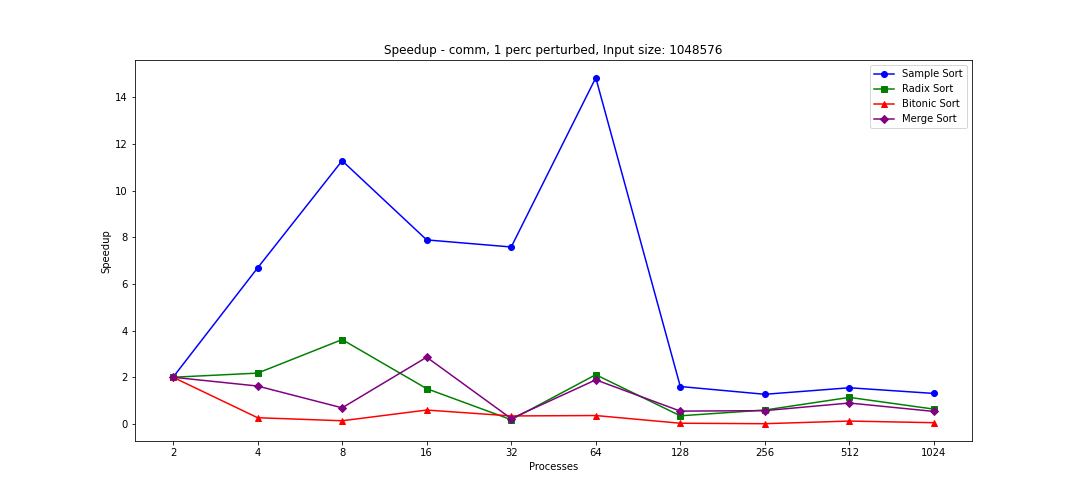 Speedup - comm, 1 perc perturbed, Input size: 1048576
Sample Sort
Radix Sort
Bitonic Sort
Merge Sort
Speedup
14
12
10
8
6
4
2
0
2 4 8 16 32 64 128 256 512 1024
Processes